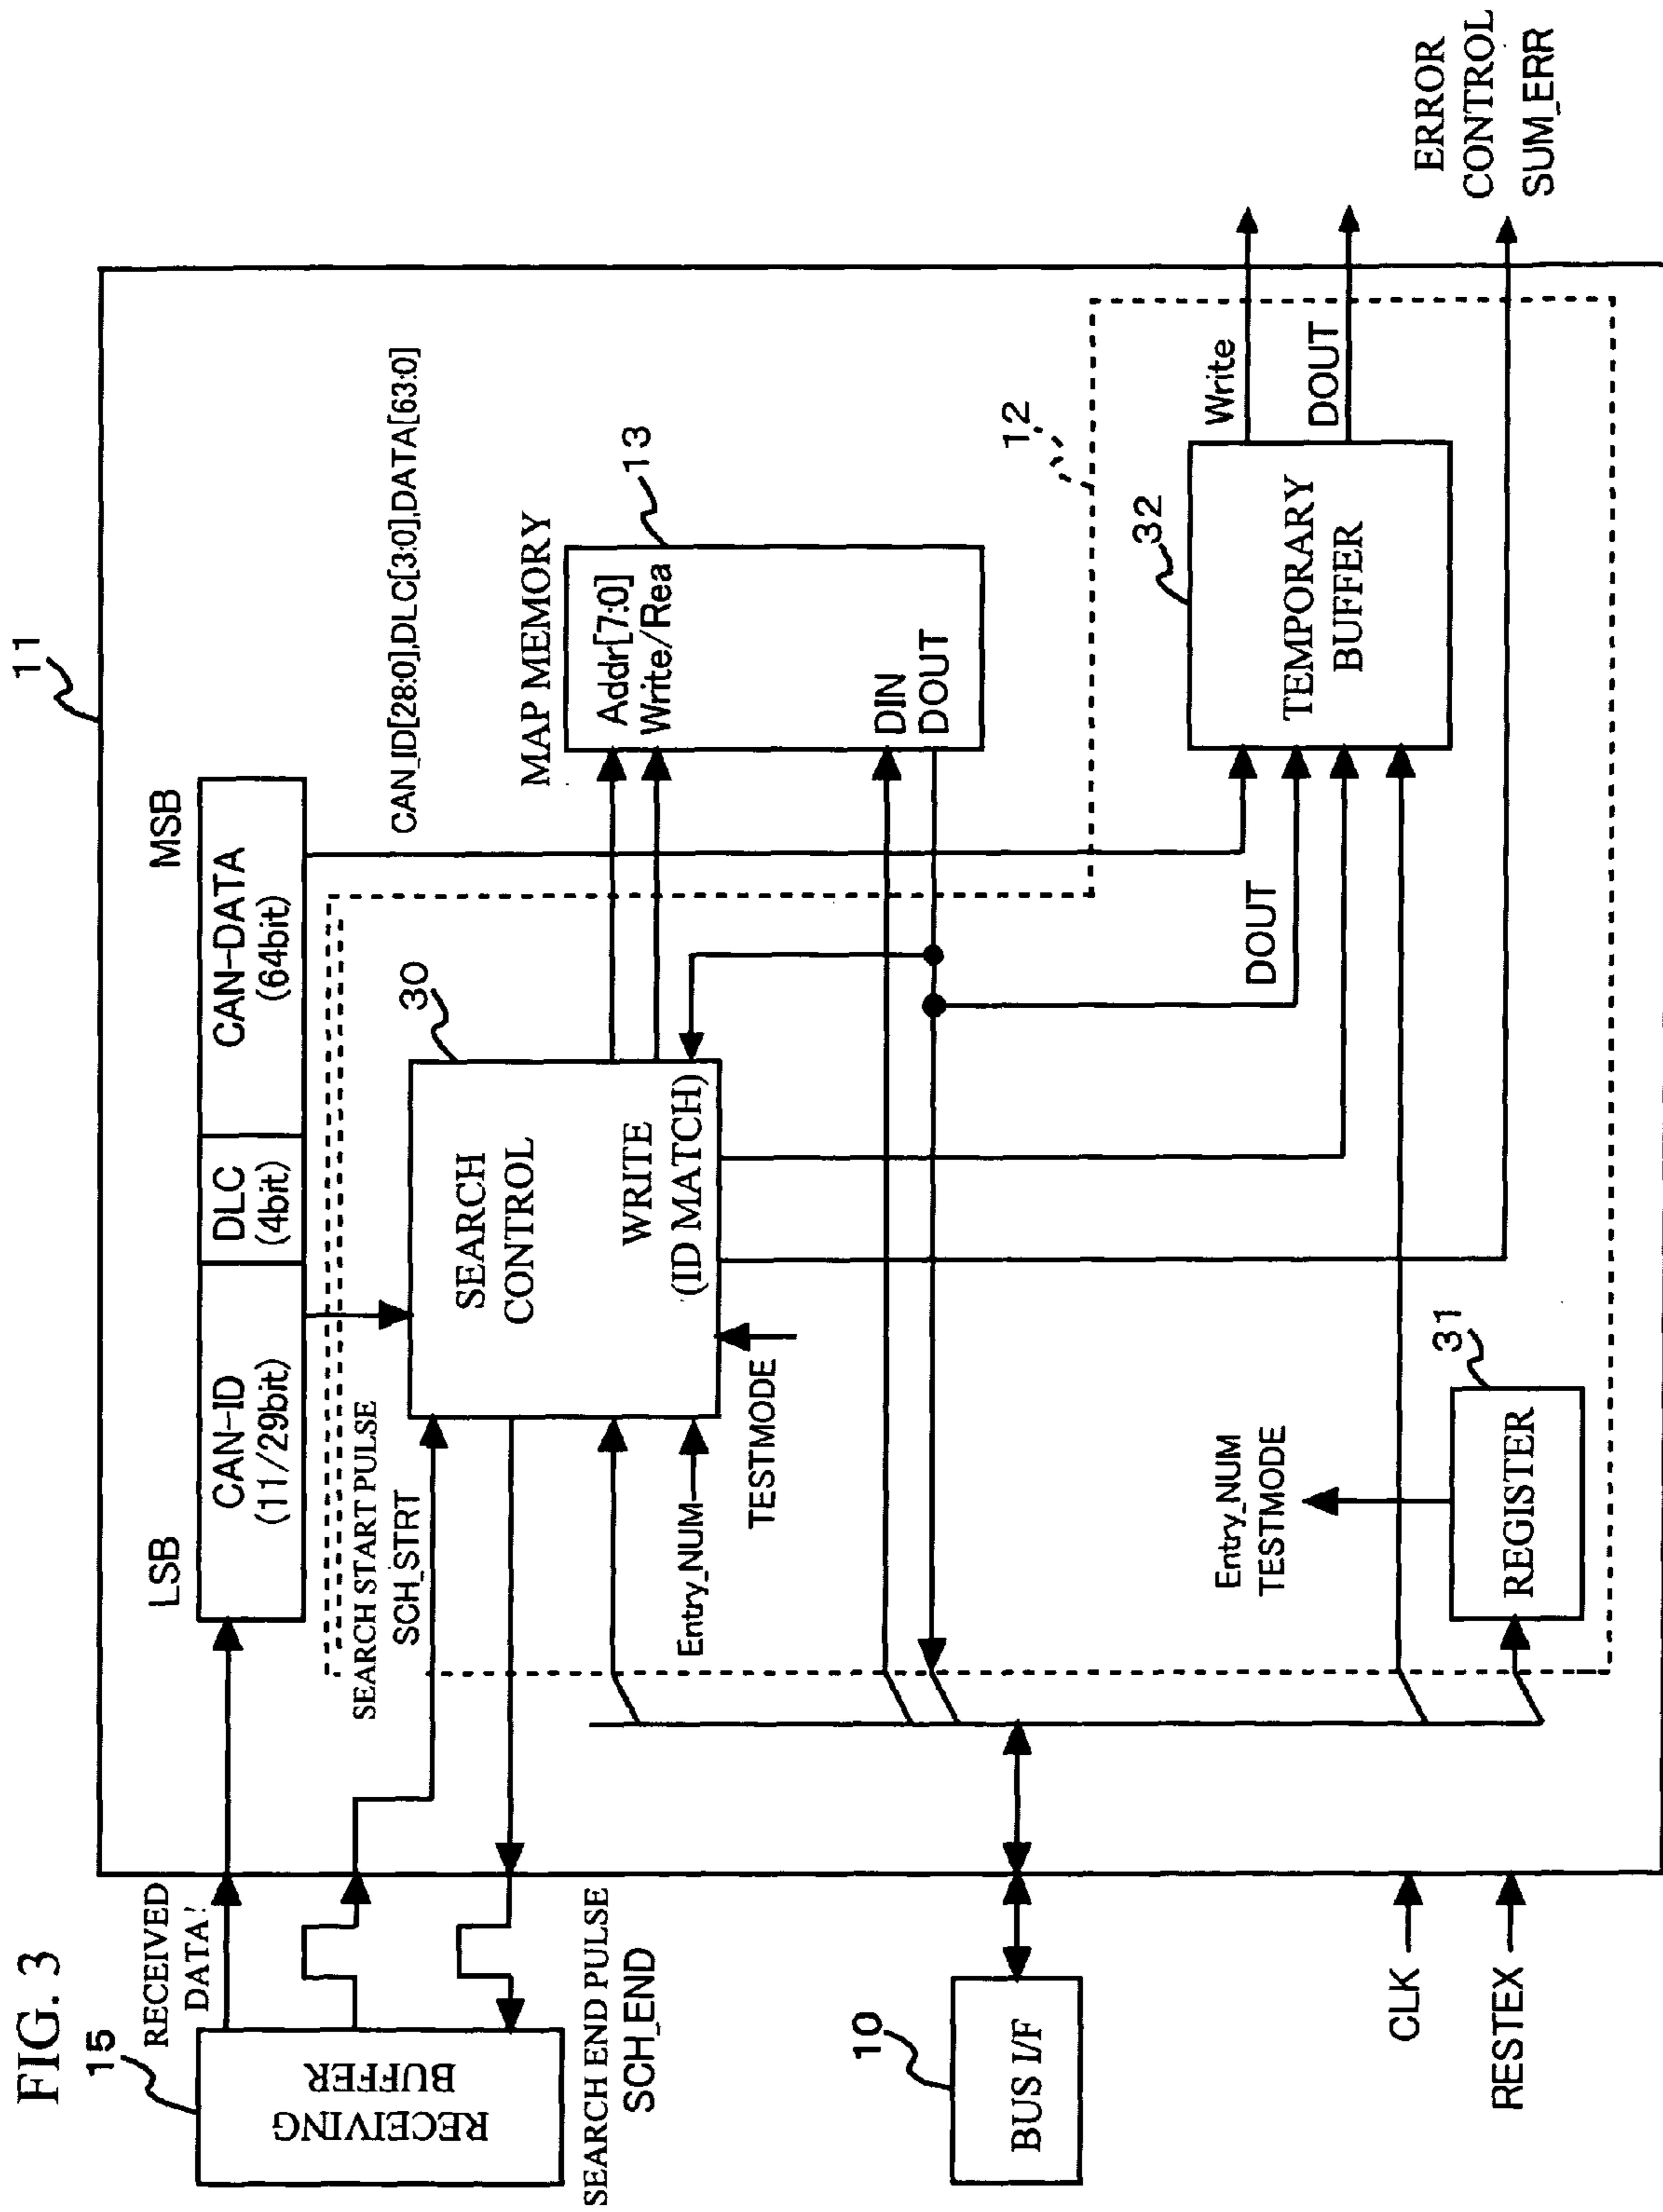 FIG. 3
11
LSB
MSB
CAN-ID
(11/29bit)
DLC
(4bit)
CAN-DATA
(64bit)
15
RECEIVED
DATA!
RECEIVING
BUFFER
SEARCH START PULSE
SCH_STRT
CAN_ID[28:0],DLC[3:0],DATA[63:0]
30
SEARCH
CONTROL
WRITE
(ID MATCH)
MAP MEMORY
13
Addr[7:0]
Write/Rea
DIN
DOUT
SEARCH END PULSE
SCH_END
Entry_NUM
TESTMODE
12
10
BUS I/F
DOUT
32
TEMPORARY
BUFFER
Write
DOUT
Entry_NUM
TESTMODE
31
REGISTER
CLK
RESTEX
ERROR
CONTROL
SUM_ERR